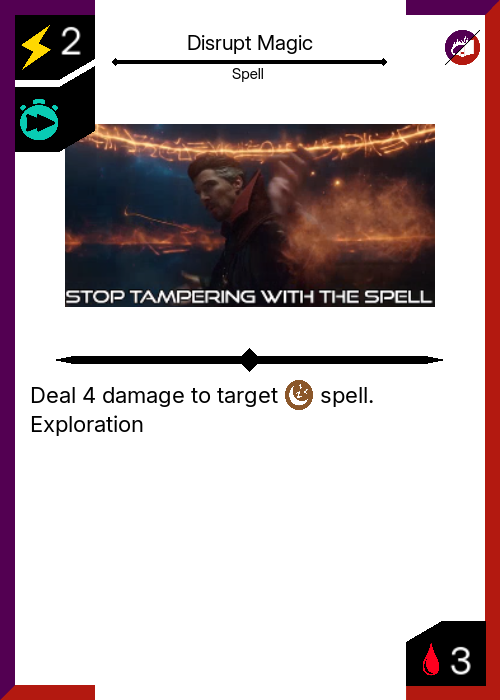 2
Disrupt Magic
Spell
STOP TAMPERING WITH THE SPELL
Deal 4 damage to target spell.
Exploration
3